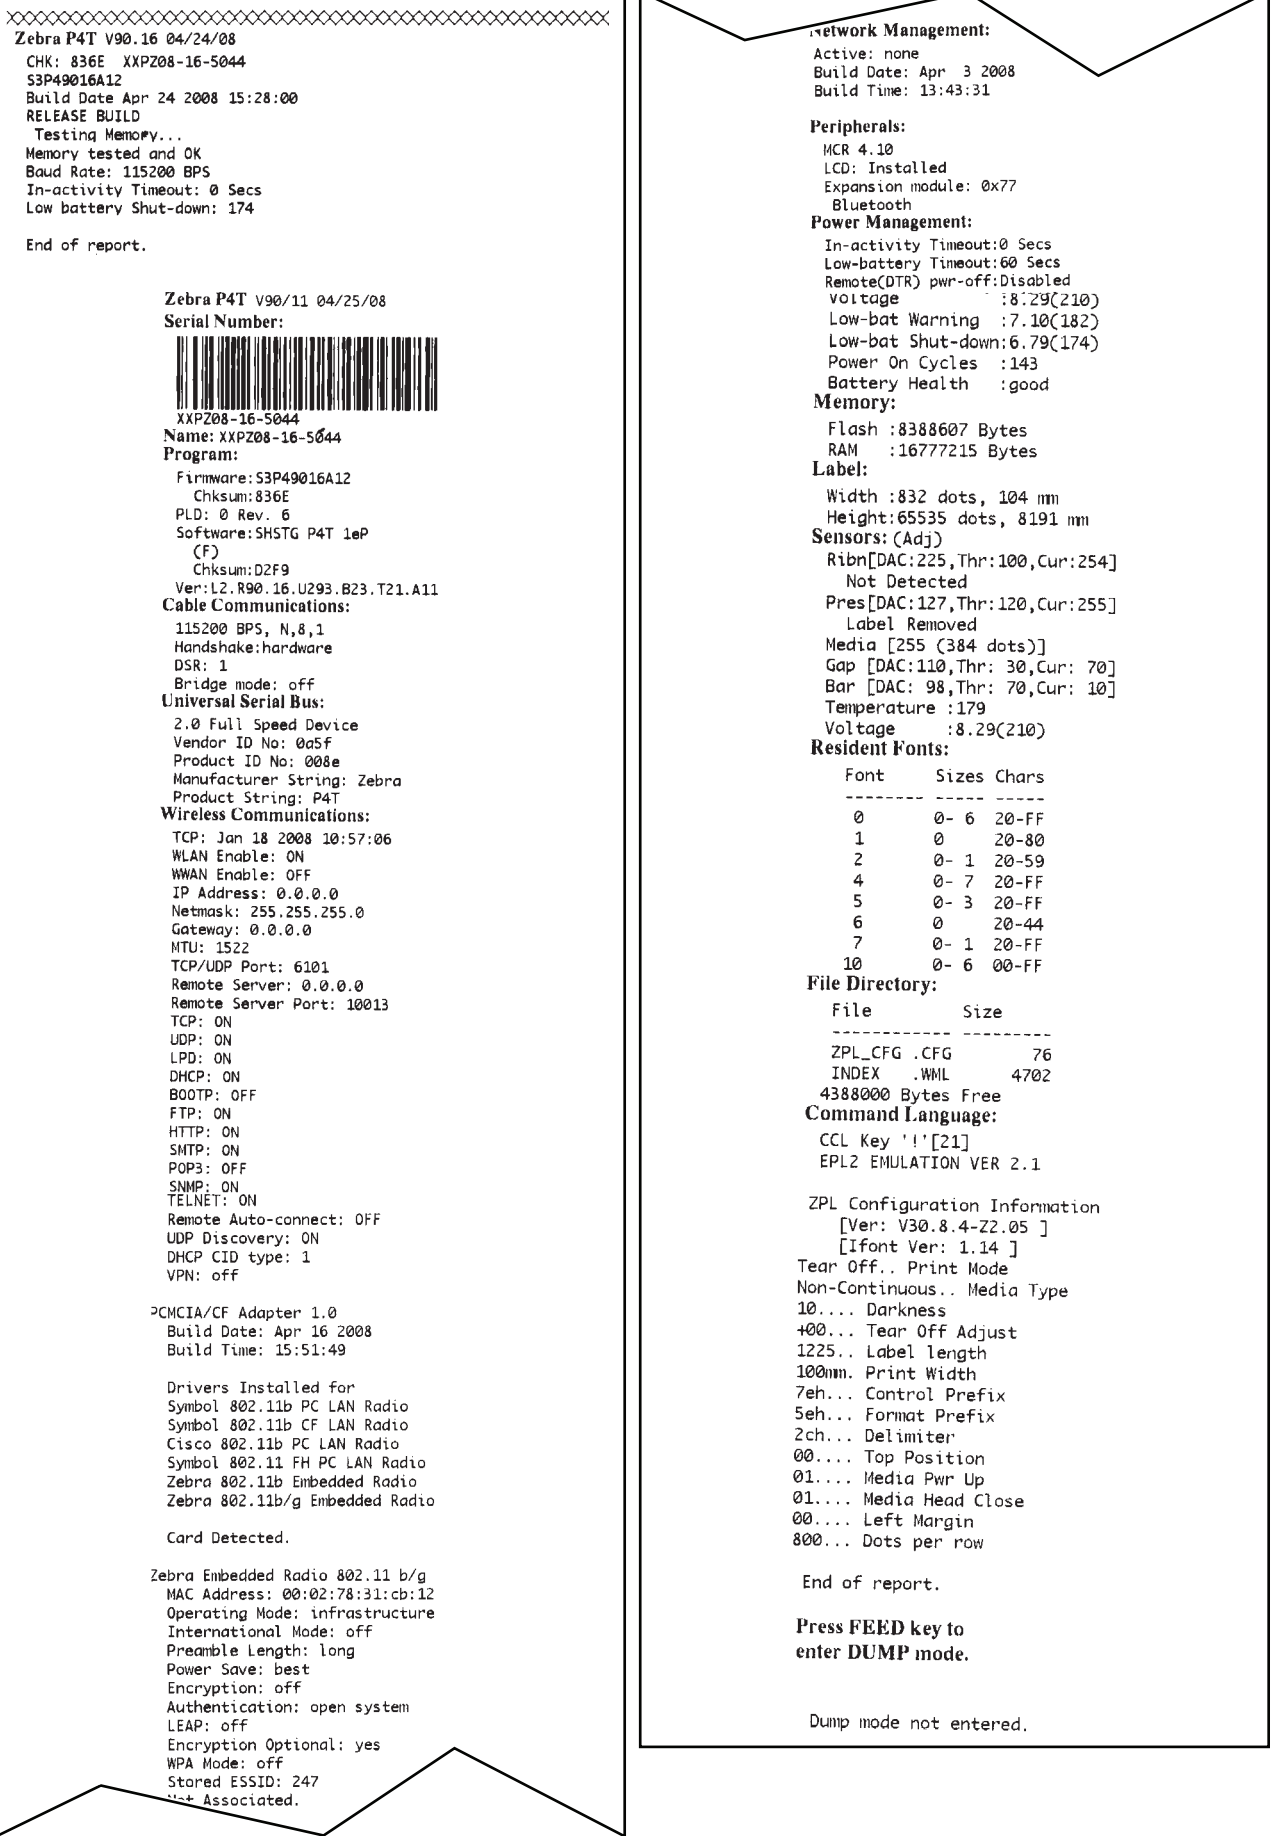 Zebra P4T V90.16 04/24/08
CHK: 836E XXPZ08-16-5044
S3P49016A12
Build Date Apr 24 2008 15:28:00
RELEASE BUILD
Testing Memory...
Memory tested and OK
Baud Rate: 115200 BPS
In-activity Timeout: 0 Secs
Low battery Shut-down: 174
End of report.
Zebra P4T V90/11 04/25/08
Serial Number:
XXPZ08-16-5044
Name: XXPZ08-16-5044
Program:
Firmware:S3P49016A12
Chksum:836E
PLD: 0 Rev. 6
Software:SHSTG P4T 1eP
(F)
Chksum:D2F9
Ver:L2.R90.16.U293.B23.T21.A11
Cable Communications:
115200 BPS, N,8,1
Handshake:hardware
DSR: 1
Bridge mode: off
Universal Serial Bus:
2.0 Full Speed Device
Vendor ID No: 0a5f
Product ID No: 008e
Manufacturer String: Zebra
Product String: P4T
Wireless Communications:
TCP: Jan 18 2008 10:57:06
WLAN Enable: ON
WWAN Enable: OFF
IP Address: 0.0.0.0
Netmask: 255.255.255.0
Gateway: 0.0.0.0
MTU: 1522
TCP/UDP Port: 6101
Remote Server: 0.0.0.0
Remote Server Port: 10013
TCP: ON
UDP: ON
LPD: ON
DHCP: ON
BOOTP: OFF
FTP: ON
HTTP: ON
SMTP: ON
POP3: OFF
SNMP: ON
TELNET: ON
Remote Auto-connect: OFF
UDP Discovery: ON
DHCP CID type: 1
VPN: off
PCMCIA/CF Adapter 1.0
Build Date: Apr 16 2008
Build Time: 15:51:49
Drivers Installed for
Symbol 802.11b PC LAN Radio
Symbol 802.11b CF LAN Radio
Cisco 802.11b PC LAN Radio
Symbol 802.11 FH PC LAN Radio
Zebra 802.11b Embedded Radio
Zebra 802.11b/g Embedded Radio
Card Detected.
Zebra Embedded Radio 802.11 b/g
MAC Address: 00:02:78:31:cb:12
Operating Mode: infrastructure
International Mode: off
Preamble Length: long
Power Save: best
Encryption: off
Authentication: open system
LEAP: off
Encryption Optional: yes
WPA Mode: off
Stored ESSID: 247
Not Associated.
Network Management:
Active: none
Build Date: Apr 3 2008
Build Time: 13:43:31
Peripherals:
MCR 4.10
LCD: Installed
Expansion module: 0x77
Bluetooth
Power Management:
In-activity Timeout:0 Secs
Low-battery Timeout:60 Secs
Remote(DTR) pwr-off:Disabled
Voltage :8.29(210)
Low-bat Warning :7.10(182)
Low-bat Shut-down:6.79(174)
Power On Cycles :143
Battery Health :good
Memory:
Flash :8388607 Bytes
RAM :16777215 Bytes
Label:
Width :832 dots, 104 mm
Height:65535 dots, 8191 mm
Sensors: (Adj)
Ribn[DAC:225,Thr:100,Cur:254]
Not Detected
Pres[DAC:127,Thr:120,Cur:255]
Label Removed
Media [255 (384 dots)]
Gap [DAC:110,Thr: 30,Cur: 70]
Bar [DAC: 98,Thr: 70,Cur: 10]
Temperature :179
Voltage :8.29(210)
Resident Fonts:
Font Sizes Chars
-------- ----- -----
0 0- 6 20-FF
1 0 20-80
2 0- 1 20-59
4 0- 7 20-FF
5 0- 3 20-FF
6 0 20-44
7 0- 1 20-FF
10 0- 6 00-FF
File Directory:
File Size
------------ ---------
ZPL_CFG .CFG 76
INDEX .WML 4702
4388000 Bytes Free
Command Language:
CCL Key '!'[21]
EPL2 EMULATION VER 2.1
ZPL Configuration Information
[Ver: V30.8.4-Z2.05 ]
[Ifont Ver: 1.14 ]
Tear Off.. Print Mode
Non-Continuous.. Media Type
10.... Darkness
+00... Tear Off Adjust
1225.. Label length
100mm. Print Width
7eh... Control Prefix
5eh... Format Prefix
2ch... Delimiter
00.... Top Position
01.... Media Pwr Up
01.... Media Head Close
00.... Left Margin
800... Dots per row
End of report.
Press FEED key to
enter DUMP mode.
Dump mode not entered.